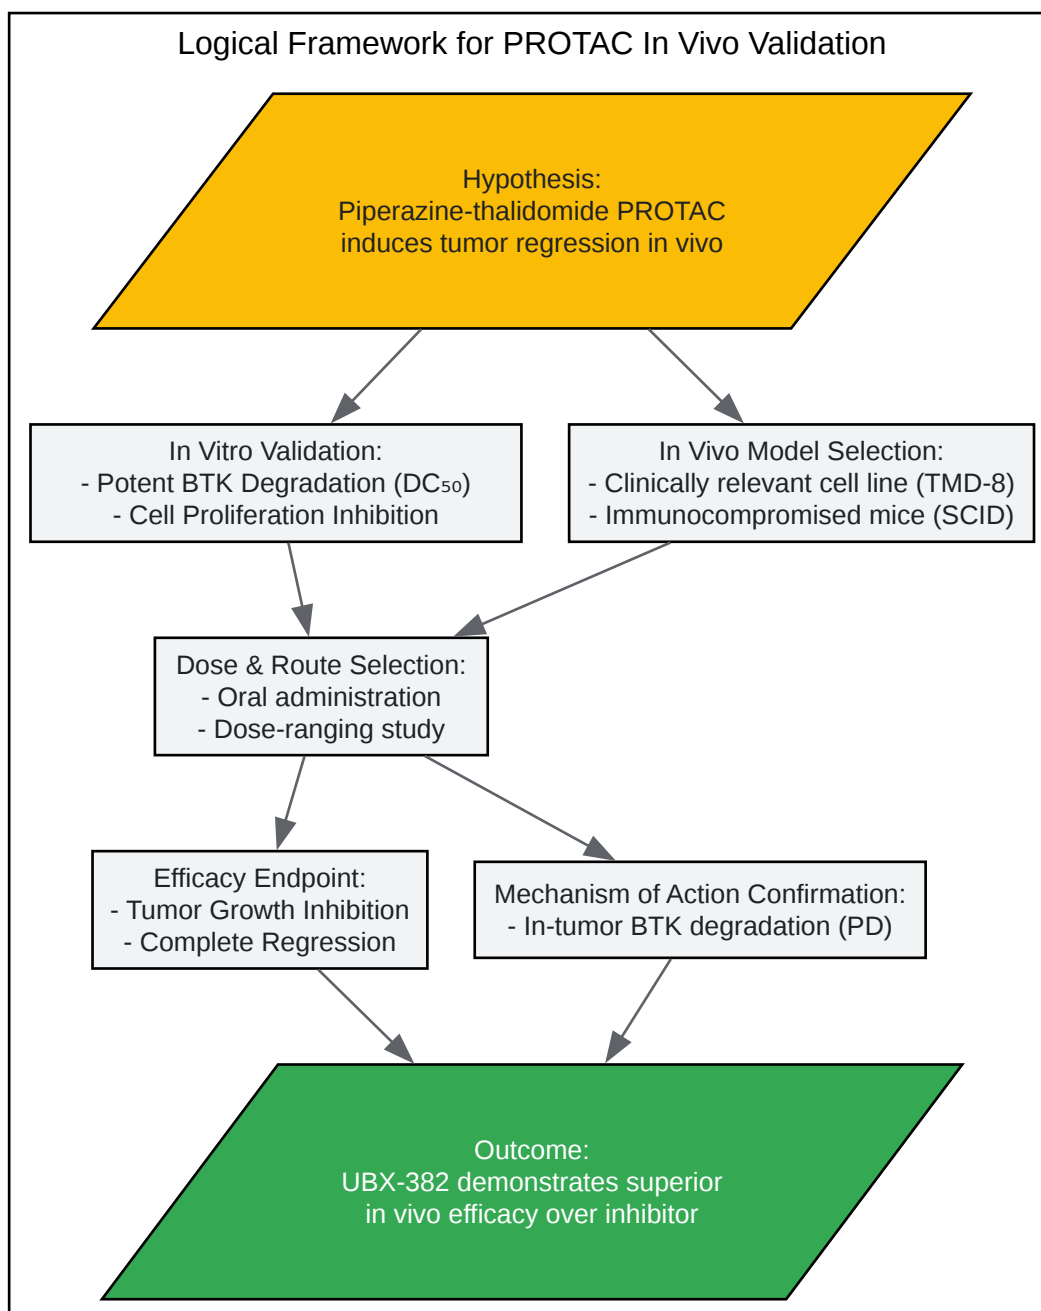 Logical Framework for PROTAC In Vivo Validation
Hypothesis:
Piperazine-thalidomide PROTAC
induces tumor regression in vivo
In Vitro Validation:
- Potent BTK Degradation (DC₅₀)
- Cell Proliferation Inhibition
In Vivo Model Selection:
- Clinically relevant cell line (TMD-8)
- Immunocompromised mice (SCID)
Dose & Route Selection:
- Oral administration
- Dose-ranging study
Efficacy Endpoint:
- Tumor Growth Inhibition
- Complete Regression
Mechanism of Action Confirmation:
- In-tumor BTK degradation (PD)
Outcome:
UBX-382 demonstrates superior
in vivo efficacy over inhibitor